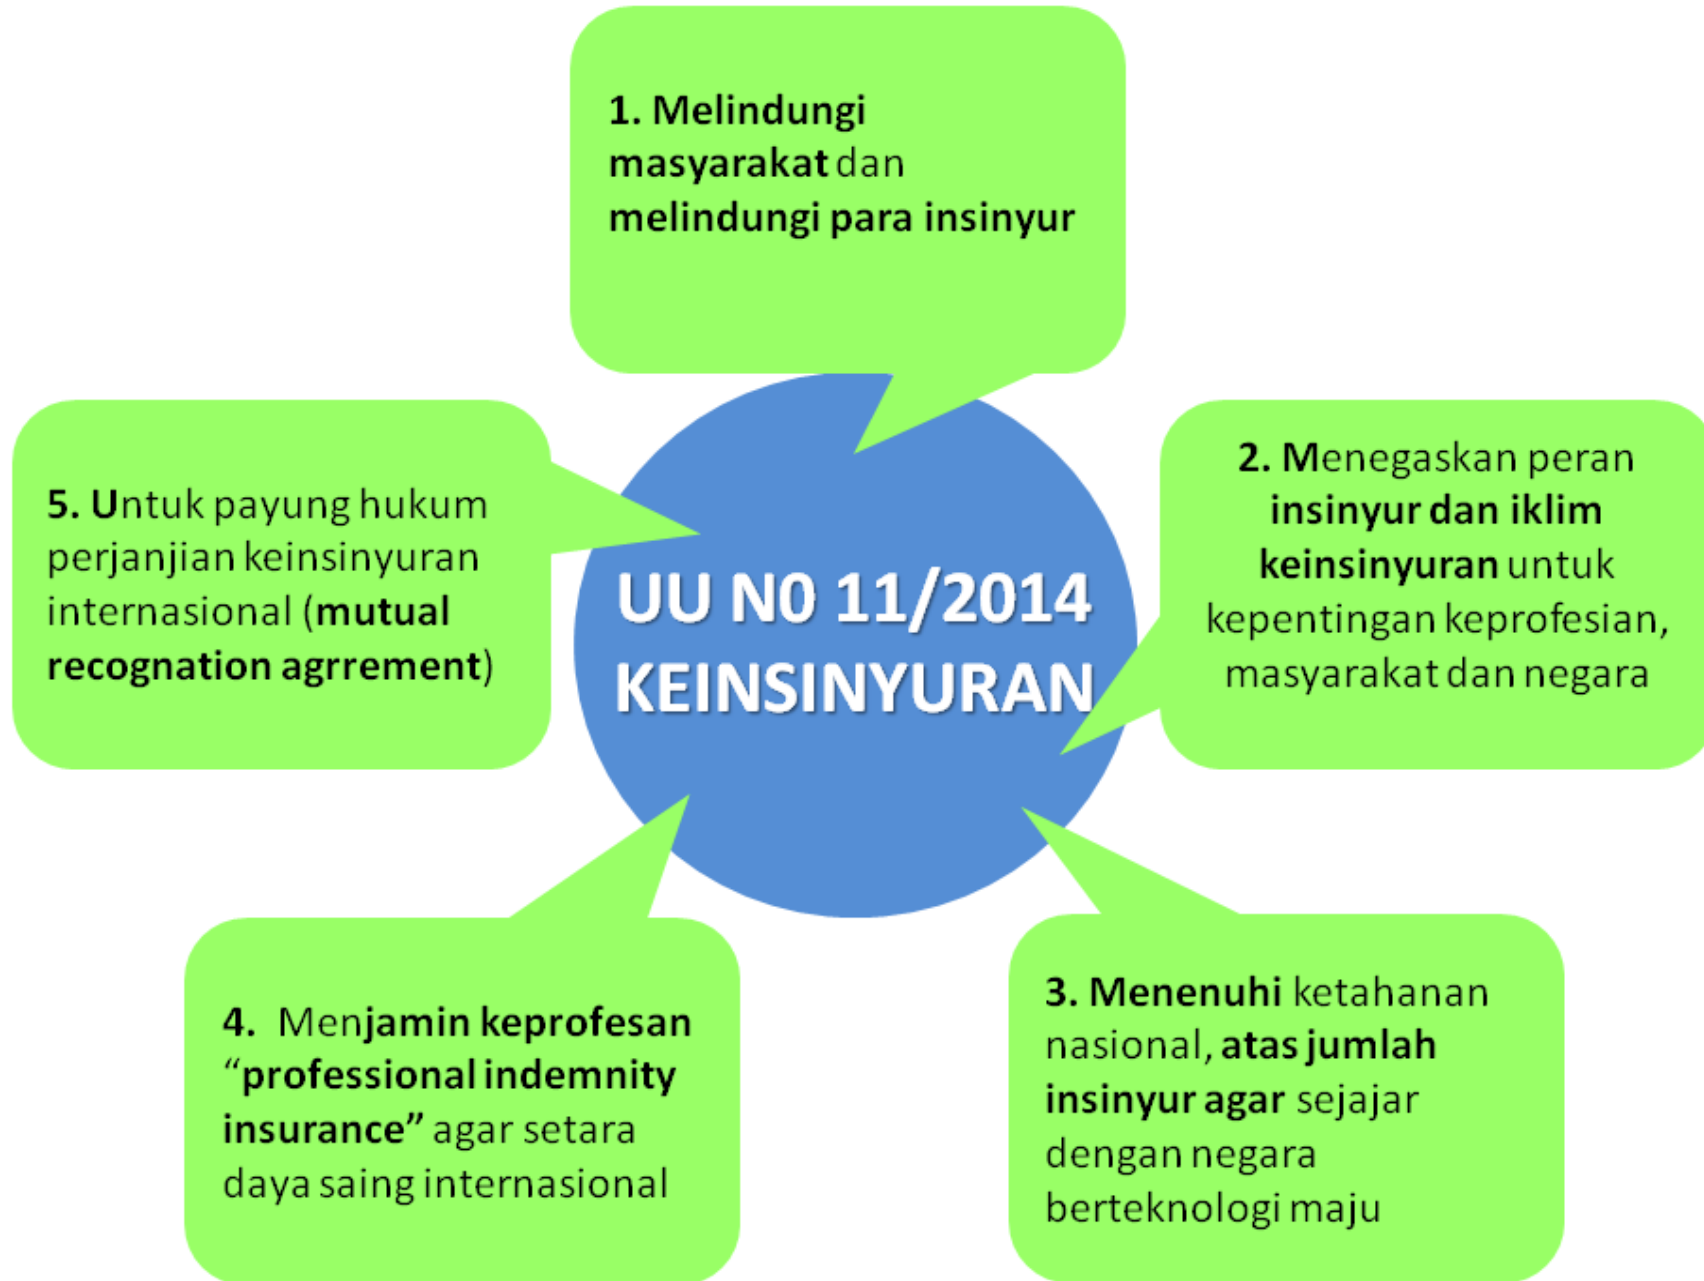 1. Melindungi
masyarakat dan
melindungi para insinyur
2. Menegaskan peran
insinyur dan iklim
keinsinyuran untuk
kepentingan keprofesian,
masyarakat dan negara
3. Menenuhi ketahanan
nasional, atas jumlah
insinyur agar sejajar
dengan negara
berteknologi maju
4. Menjamin keprofesan
“professional indemnity
insurance” agar setara
daya saing internasional
5. Untuk payung hukum
perjanjian keinsinyuran
internasional (mutual
recognation agrrement)
UU N0 11/2014
KEINSINYURAN